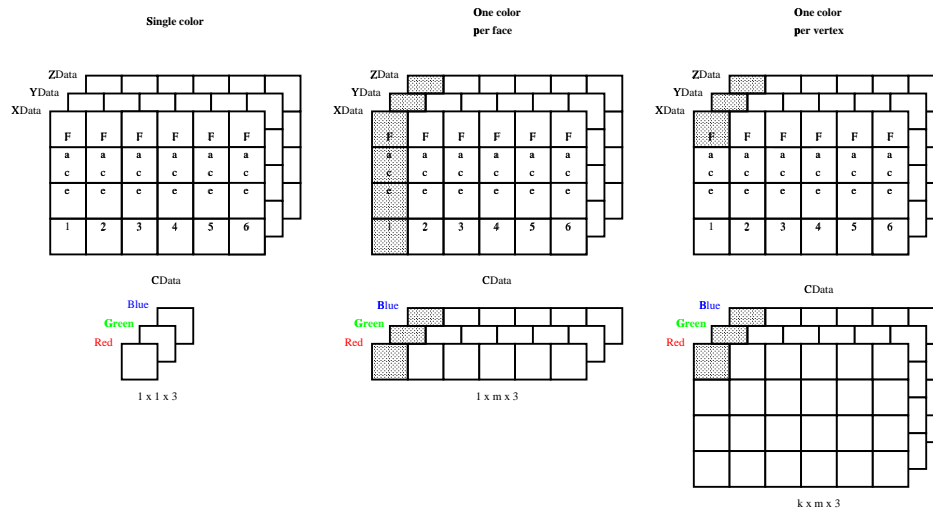 Single color
ZData
YData
XData
F F F F F F
a a a a a a
c c c c c c
e e e e e e
1 2 3 4 5 6
CData
Blue
Green
Red
1 x 1 x 3
One color
per face
ZData
YData
XData
F F F F F F
a a a a a a
c c c c c c
e e e e e e
1 2 3 4 5 6
CData
Blue
Green
Red
1 x m x 3
One color
per vertex
ZData
YData
XData
F F F F F F
a a a a a a
c c c c c c
e e e e e e
1 2 3 4 5 6
CData
Blue
Green
Red
k x m x 3